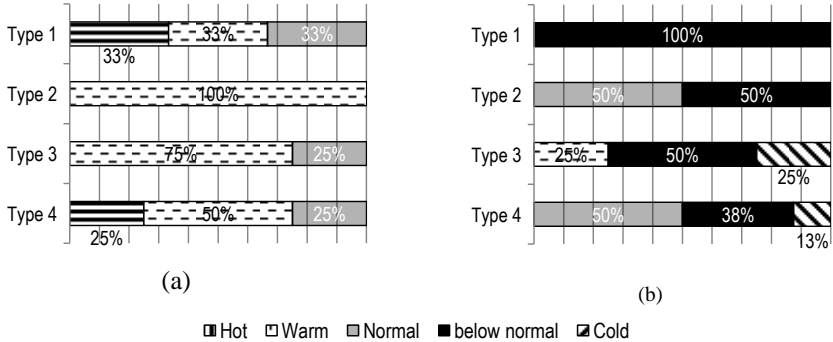 Type 1 33% 33% 33%
Type 2 100%
Type 3 75% 25%
Type 4 25% 50% 25%
(a)
Type 1 100%
Type 2 50% 50%
Type 3 25% 50% 25%
Type 4 50% 38% 13%
(b)
Hot Warm Normal below normal Cold